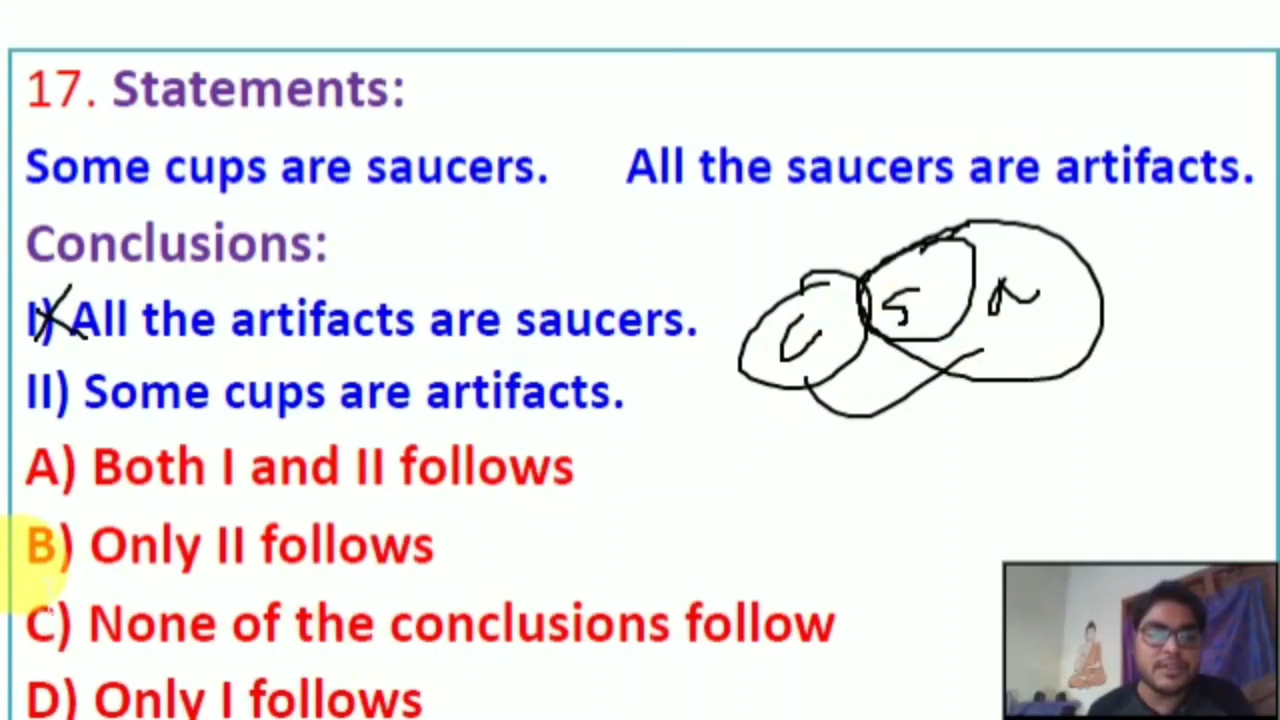 17. Statements:
Some cups are saucers. All the saucers are artifacts.
Conclusions:
I) All the artifacts are saucers.
C S A
II) Some cups are artifacts.
A) Both I and II follows
B) Only II follows
C) None of the conclusions follow
D) Only I follows